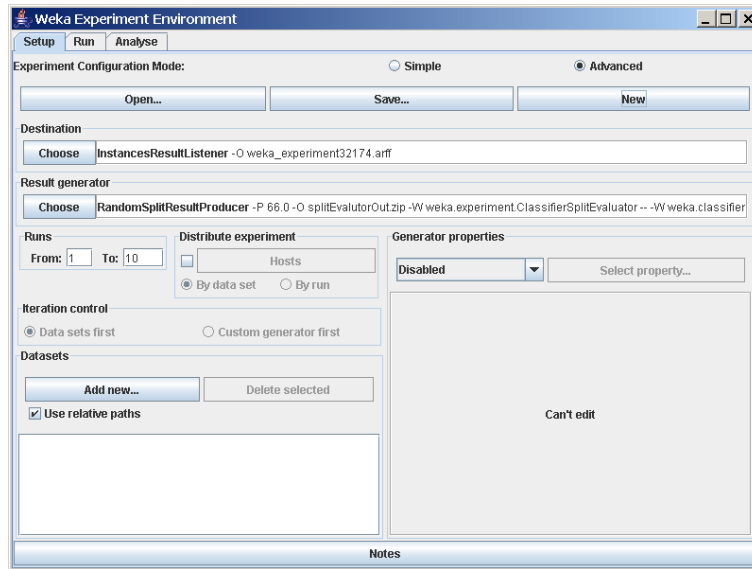 Weka Experiment Environment
Setup Run Analyse
Experiment Configuration Mode: Simple Advanced
Open... Save... New
Destination
Choose InstancesResultListener -O weka_experiment32174.arff
Result generator
Choose RandomSplitResultProducer -P 66.0 -O splitEvalutorOut.zip -W weka.experiment.ClassifierSplitEvaluator -- -W weka.classifier
Runs Distribute experiment Generator properties
From: 1 To: 10 Hosts Disabled Select property...
By data set By run
Iteration control
Data sets first Custom generator first
Datasets
Add new... Delete selected
Use relative paths Can't edit
Notes